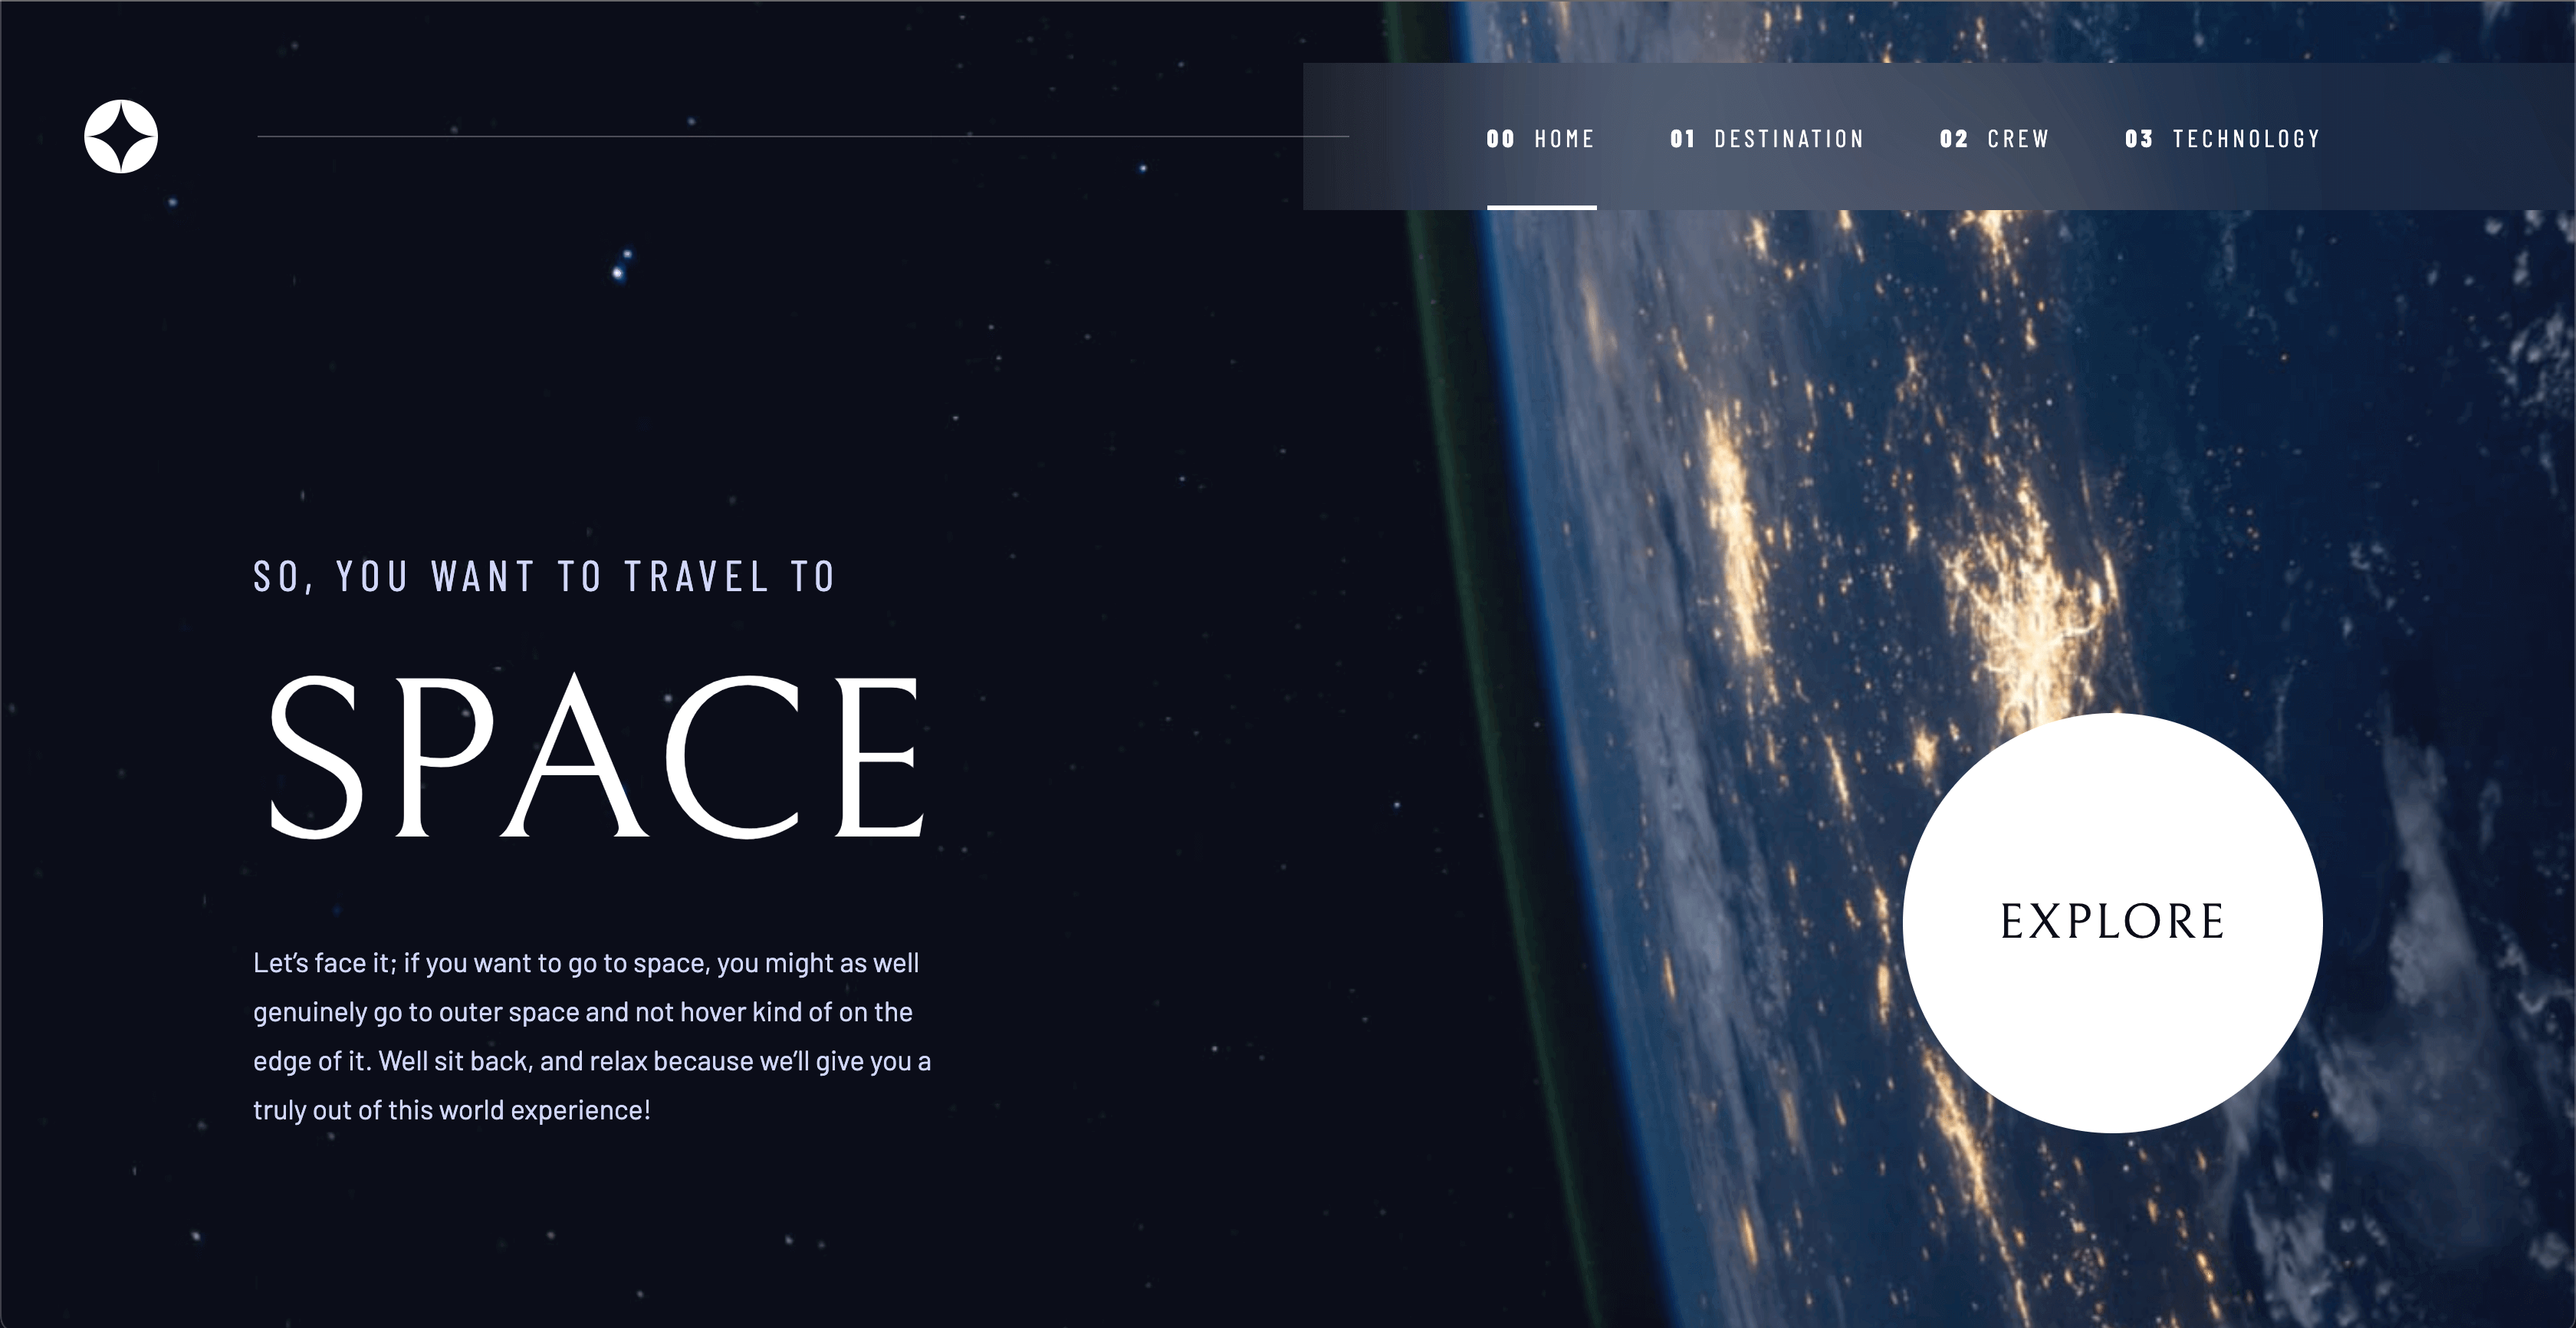 00 HOME 01 DESTINATION 02 CREW 03 TECHNOLOGY
SO, YOU WANT TO TRAVEL TO
SPACE
Let’s face it; if you want to go to space, you might as well
genuinely go to outer space and not hover kind of on the
edge of it. Well sit back, and relax because we’ll give you a
truly out of this world experience!
EXPLORE